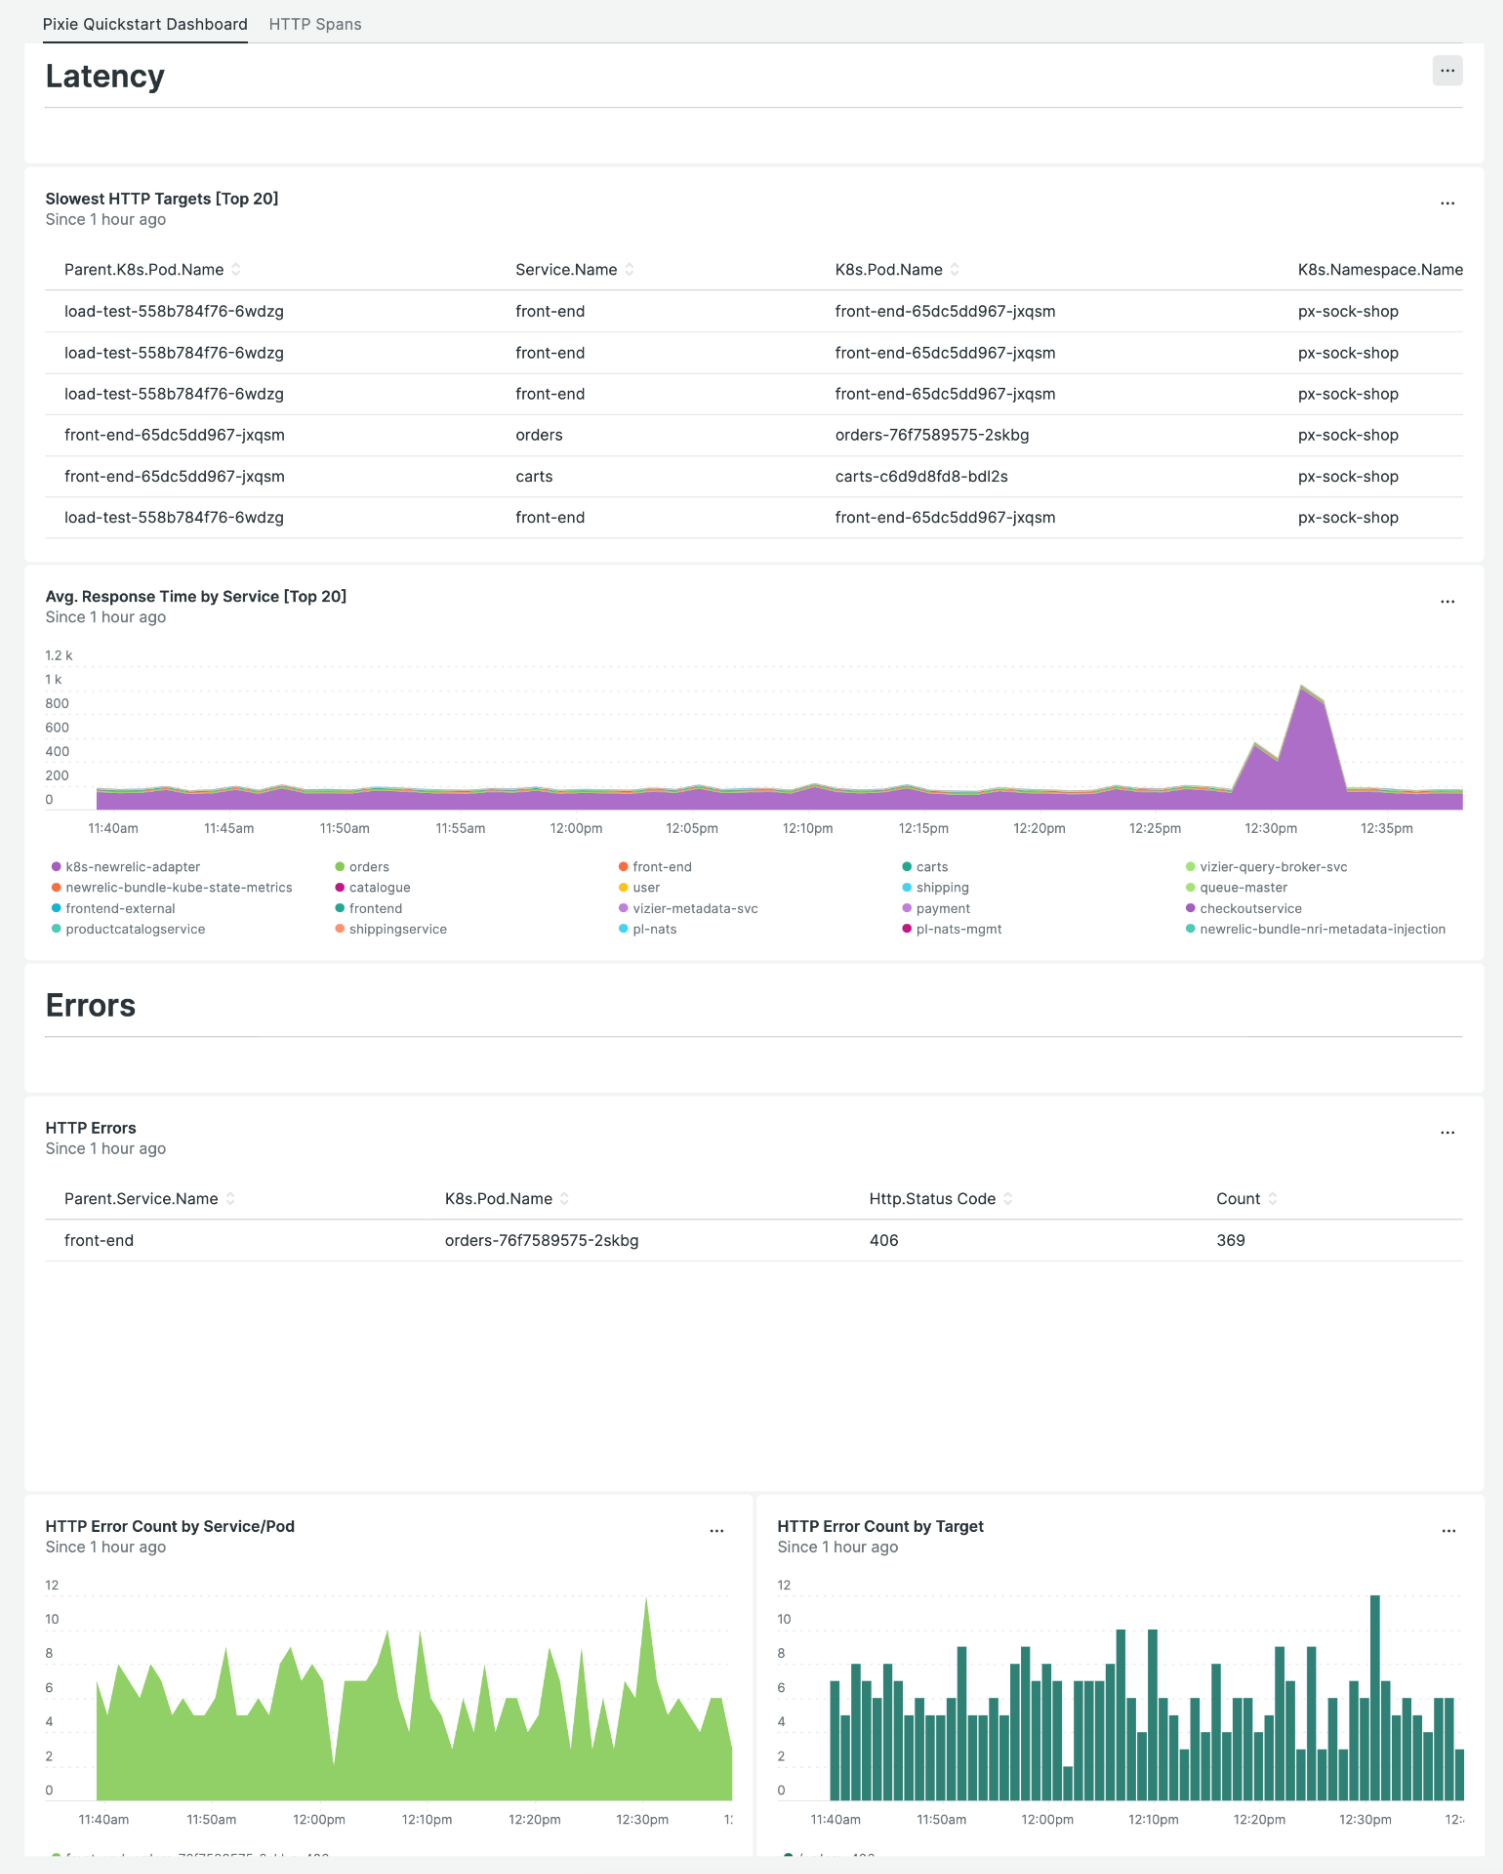 Pixie Quickstart Dashboard HTTP Spans
Latency
...
Slowest HTTP Targets [Top 20]
Since 1 hour ago
...
Parent.K8s.Pod.Name Service.Name K8s.Pod.Name K8s.Namespace.Name
load-test-558b784f76-6wdzg front-end front-end-65dc5dd967-jxqsm px-sock-shop
load-test-558b784f76-6wdzg front-end front-end-65dc5dd967-jxqsm px-sock-shop
load-test-558b784f76-6wdzg front-end front-end-65dc5dd967-jxqsm px-sock-shop
front-end-65dc5dd967-jxqsm orders orders-76f7589575-2skbg px-sock-shop
front-end-65dc5dd967-jxqsm carts carts-c6d9d8fd8-bdl2s px-sock-shop
load-test-558b784f76-6wdzg front-end front-end-65dc5dd967-jxqsm px-sock-shop
Avg. Response Time by Service [Top 20]
Since 1 hour ago
...
1.2 k
1 k
800
600
400
200
0
11:40am 11:45am 11:50am 11:55am 12:00pm 12:05pm 12:10pm 12:15pm 12:20pm 12:25pm 12:30pm 12:35pm
k8s-newrelic-adapter orders front-end carts vizier-query-broker-svc
newrelic-bundle-kube-state-metrics catalogue user shipping queue-master
frontend-external frontend vizier-metadata-svc payment checkoutservice
productcatalogservice shippingservice pl-nats pl-nats-mgmt newrelic-bundle-nri-metadata-injection
Errors
HTTP Errors
Since 1 hour ago
...
Parent.Service.Name K8s.Pod.Name Http.Status Code Count
front-end orders-76f7589575-2skbg 406 369
HTTP Error Count by Service/Pod
Since 1 hour ago
...
12
10
8
6
4
2
0
11:40am 11:50am 12:00pm 12:10pm 12:20pm 12:30pm
HTTP Error Count by Target
Since 1 hour ago
...
12
10
8
6
4
2
0
11:40am 11:50am 12:00pm 12:10pm 12:20pm 12:30pm